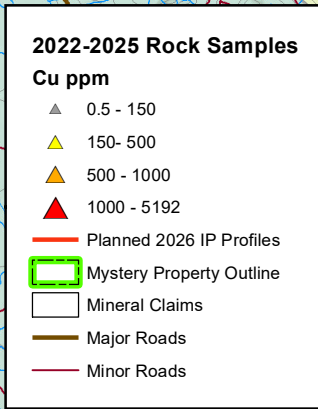 2022-2025 Rock Samples
Cu ppm
0.5 - 150
150- 500
500 - 1000
1000 - 5192
Planned 2026 IP Profiles
Mystery Property Outline
Mineral Claims
Major Roads
Minor Roads